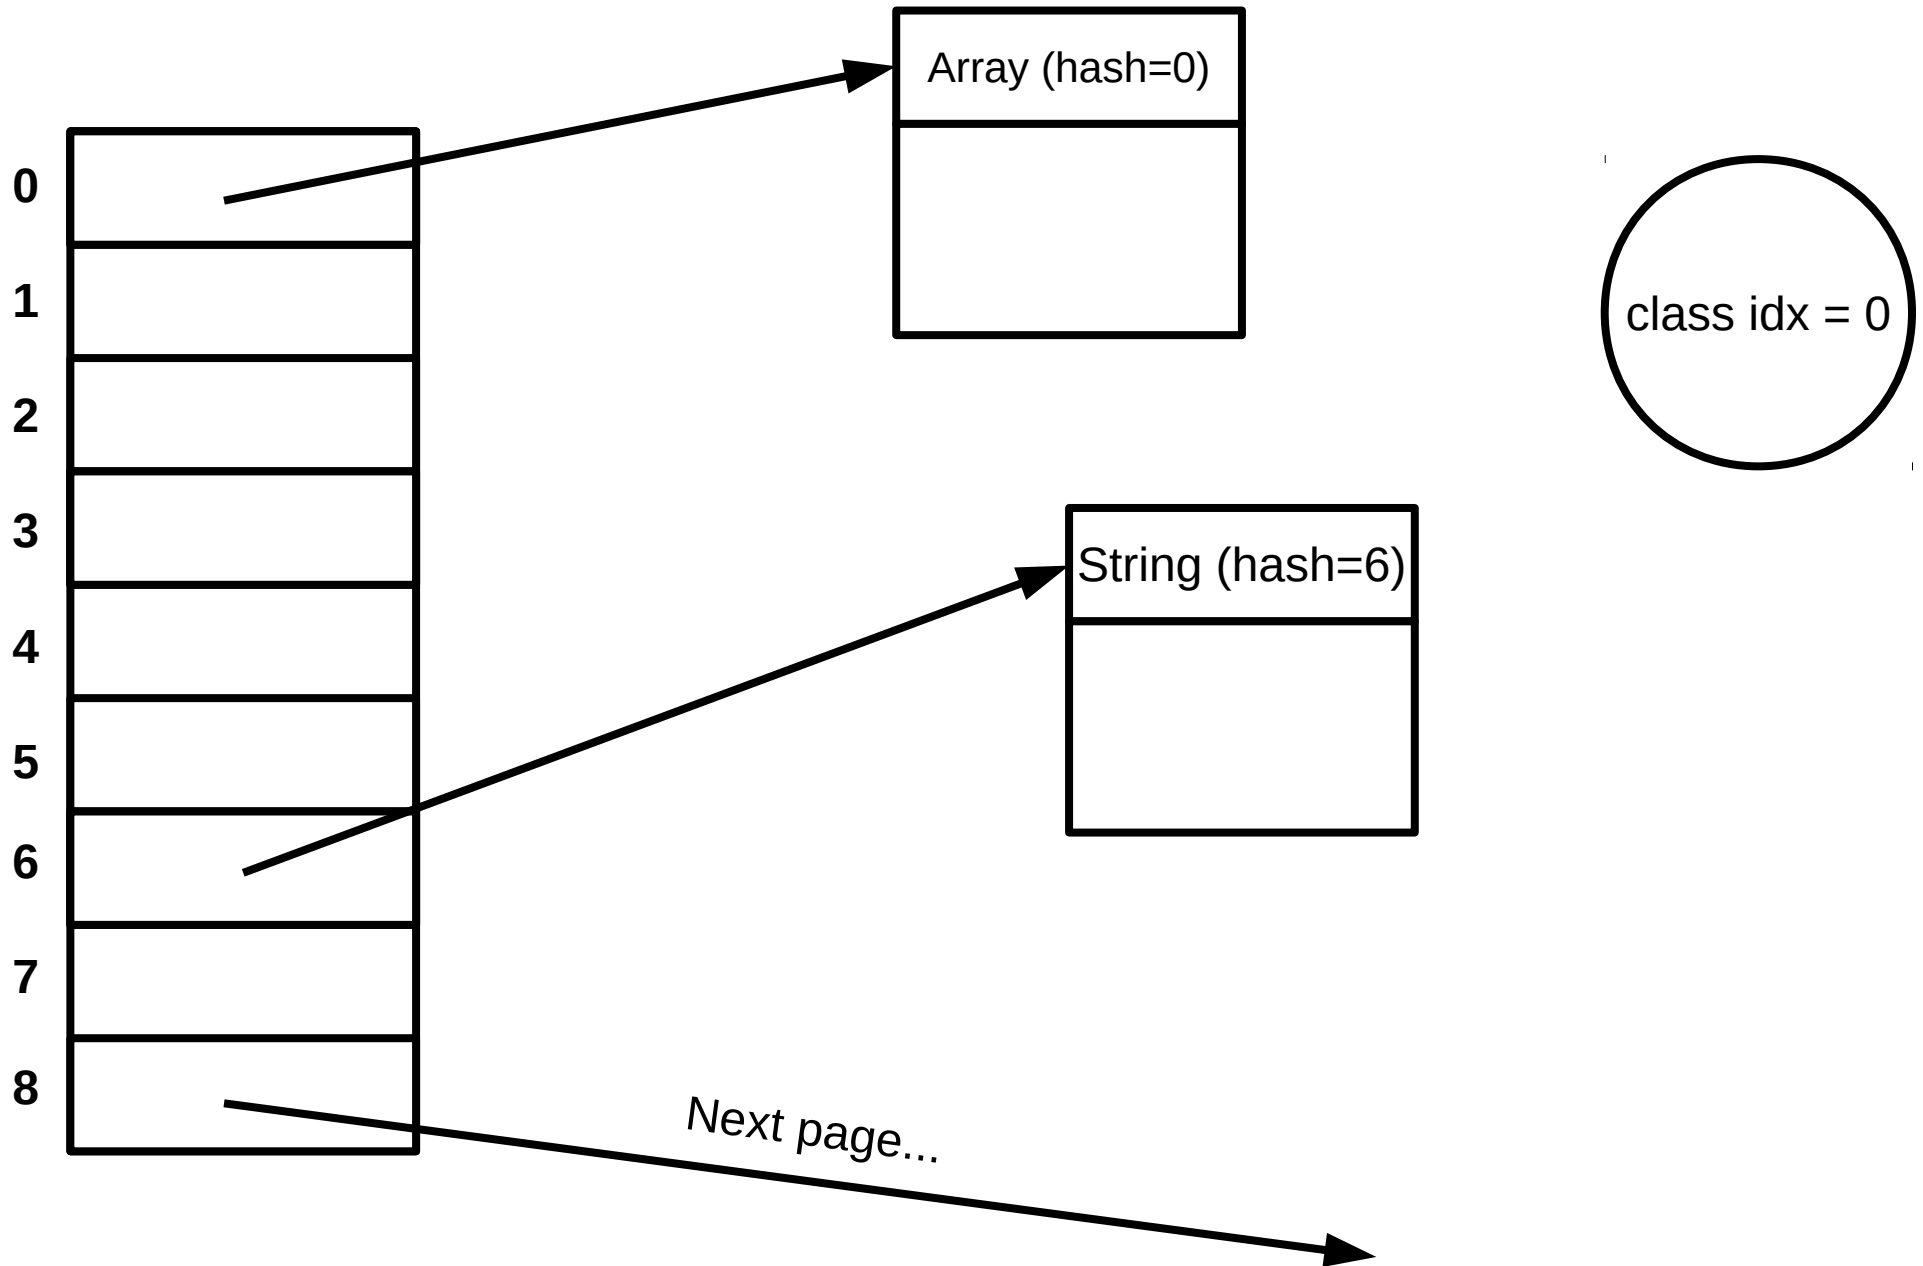 Array (hash=0)
0
1
class idx = 0
2
3
String (hash=6)
4
5
6
7
8
Next page...